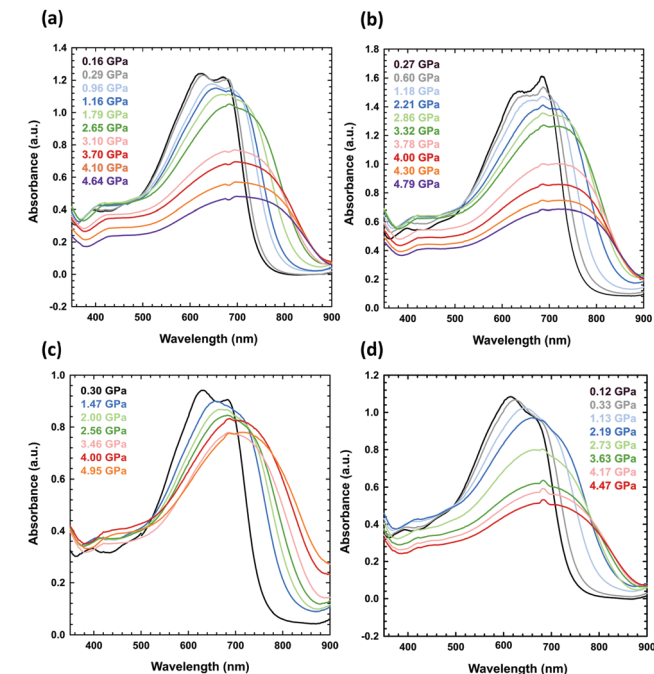 (a)
1.4
1.2
1.0
0.8
0.6
0.4
0.2
0.0
-0.2
Absorbance (a.u.)
0.16 GPa
0.29 GPa
0.96 GPa
1.16 GPa
1.79 GPa
2.65 GPa
3.10 GPa
3.70 GPa
4.10 GPa
4.64 GPa
400 500 600 700 800 900
Wavelength (nm)
(b)
1.8
1.6
1.4
1.2
1.0
0.8
0.6
0.4
0.2
0.0
Absorbance (a.u.)
0.27 GPa
0.60 GPa
1.18 GPa
2.21 GPa
2.86 GPa
3.32 GPa
3.78 GPa
4.00 GPa
4.30 GPa
4.79 GPa
400 500 600 700 800 900
Wavelength (nm)
(c)
1.0
0.8
0.6
0.4
0.2
0.0
Absorbance (a.u.)
0.30 GPa
1.47 GPa
2.00 GPa
2.56 GPa
3.46 GPa
4.00 GPa
4.95 GPa
400 500 600 700 800 900
Wavelength (nm)
(d)
1.2
1.0
0.8
0.6
0.4
0.2
0.0
-0.2
Absorbance (a.u.)
0.12 GPa
0.33 GPa
1.13 GPa
2.19 GPa
2.73 GPa
3.63 GPa
4.17 GPa
4.47 GPa
400 500 600 700 800 900
Wavelength (nm)